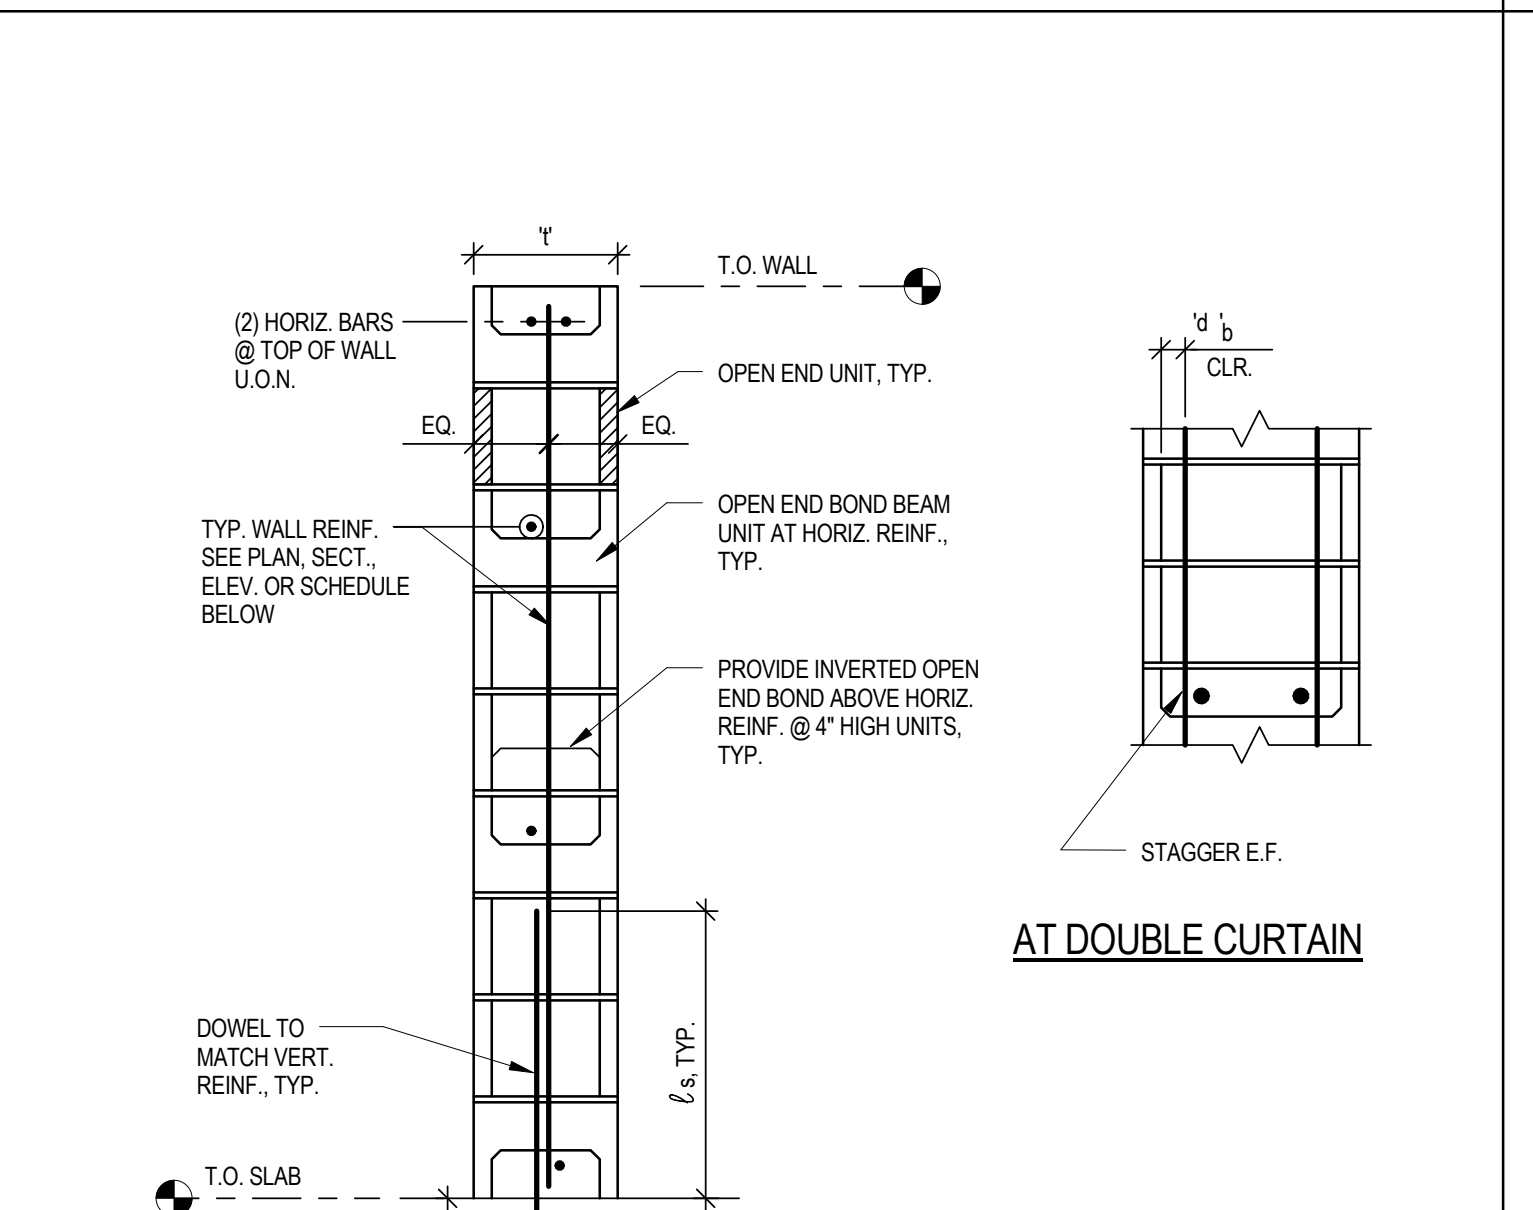 't'
T.O. WALL
(2) HORIZ. BARS
@ TOP OF WALL
U.O.N.
OPEN END UNIT, TYP.
EQ.
EQ.
TYP. WALL REINF.
SEE PLAN, SECT.,
ELEV. OR SCHEDULE
BELOW
OPEN END BOND BEAM
UNIT AT HORIZ. REINF.,
TYP.
PROVIDE INVERTED OPEN
END BOND ABOVE HORIZ.
REINF. @ 4" HIGH UNITS,
TYP.
DOWEL TO
MATCH VERT.
REINF., TYP.
ℓs, TYP.
T.O. SLAB
'd 'b
CLR.
STAGGER E.F.
AT DOUBLE CURTAIN